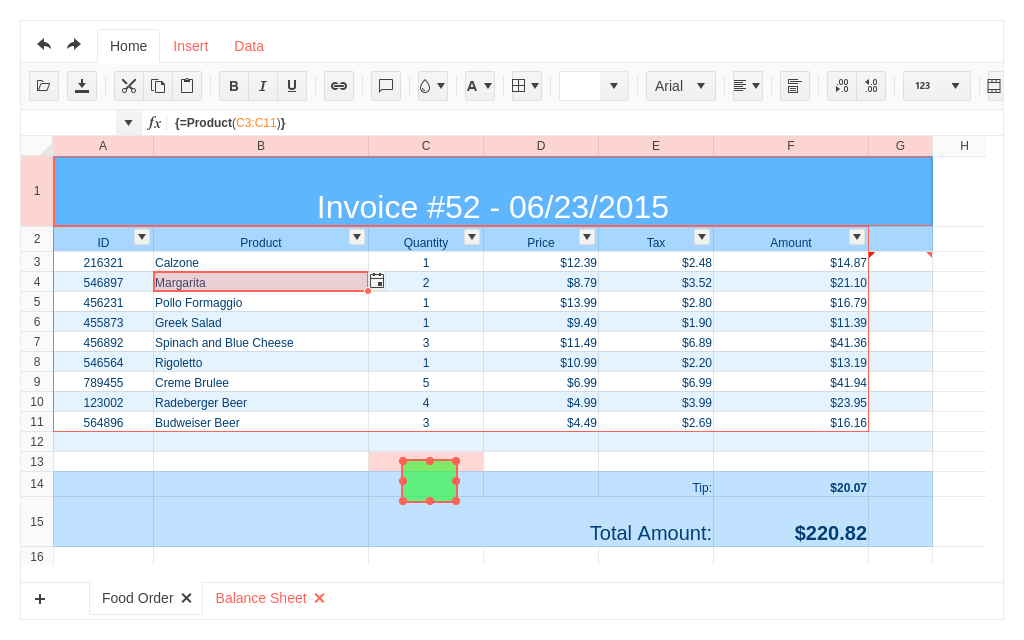 Home Insert Data
B I U A Arial .00 .0 .0 .00 123
fx {=Product(C3:C11)}
A B C D E F G H
1 Invoice #52 - 06/23/2015
2 ID Product Quantity Price Tax Amount
3 216321 Calzone 1 $12.39 $2.48 $14.87
4 546897 Margarita 2 $8.79 $3.52 $21.10
5 456231 Pollo Formaggio 1 $13.99 $2.80 $16.79
6 455873 Greek Salad 1 $9.49 $1.90 $11.39
7 456892 Spinach and Blue Cheese 3 $11.49 $6.89 $41.36
8 546564 Rigoletto 1 $10.99 $2.20 $13.19
9 789455 Creme Brulee 5 $6.99 $6.99 $41.94
10 123002 Radeberger Beer 4 $4.99 $3.99 $23.95
11 564896 Budweiser Beer 3 $4.49 $2.69 $16.16
12
13
14 Tip: $20.07
15 Total Amount: $220.82
16
Food Order Balance Sheet